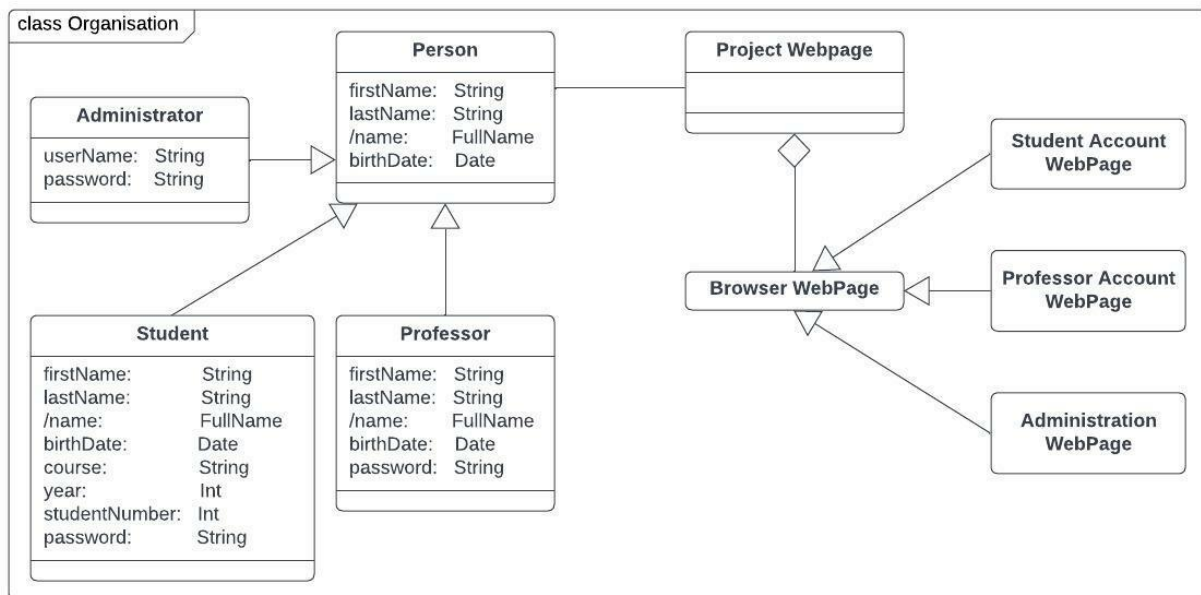 class Organisation
Person
firstName: String
lastName: String
/name: FullName
birthDate: Date
Project Webpage
Administrator
userName: String
password: String
Student Account
WebPage
Professor Account
WebPage
Administration
WebPage
Browser WebPage
Student
firstName: String
lastName: String
/name: FullName
birthDate: Date
course: String
year: Int
studentNumber: Int
password: String
Professor
firstName: String
lastName: String
/name: FullName
birthDate: Date
password: String